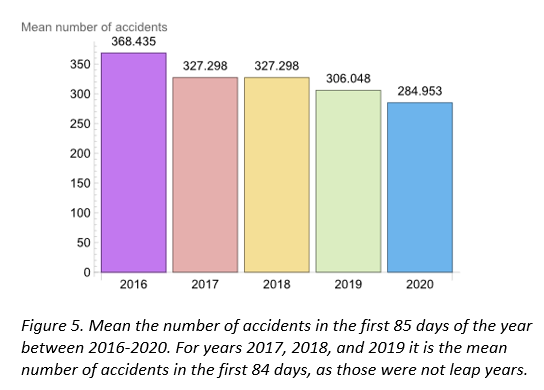 Mean number of accidents
368.435
327.298
327.298
306.048
284.953
350
300
250
200
150
100
50
0
2016 2017 2018 2019 2020
Figure 5. Mean the number of accidents in the first 85 days of the year
between 2016-2020. For years 2017, 2018, and 2019 it is the mean
number of accidents in the first 84 days, as those were not leap years.